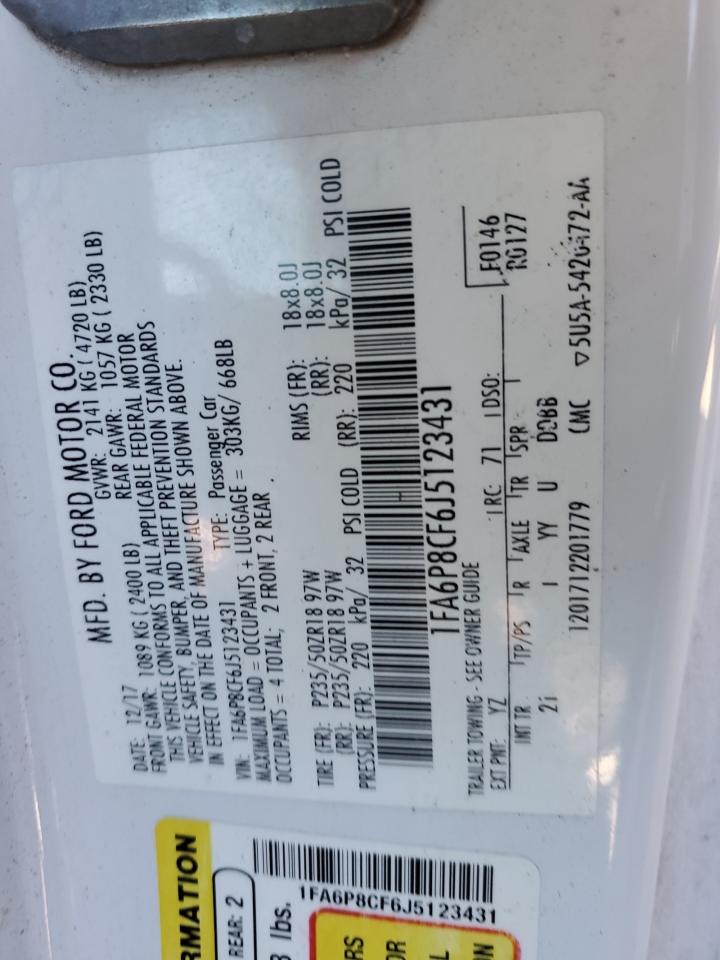 MFD. BY FORD MOTOR CO.
DATE: 12/17 GVWR: 2141 KG ( 4720 LB)
FRONT GAWR: 1089 KG ( 2400 LB) REAR GAWR: 1057 KG ( 2330 LB)
THIS VEHICLE CONFORMS TO ALL APPLICABLE FEDERAL MOTOR
VEHICLE SAFETY, BUMPER, AND THEFT PREVENTION STANDARDS
IN EFFECT ON THE DATE OF MANUFACTURE SHOWN ABOVE.
VIN: 1FA6P8CF6J5123431 TYPE: Passenger Car
MAXIMUM LOAD = OCCUPANTS + LUGGAGE = 303KG/ 668LB
OCCUPANTS = 4 TOTAL; 2 FRONT, 2 REAR .
TIRE (FR): P235/50ZR18 97W RIMS (FR): 18x8.0J
(RR): P235/50ZR18 97W (RR): 18x8.0J
PRESSURE (FR): 220 kPa/ 32 PSI COLD (RR): 220 kPa/ 32 PSI COLD
1FA6P8CF6J5123431
TRAILER TOWING - SEE OWNER GUIDE
EXT PNT: YZ RC: 71 DSO: F0146
R0127
INT TR TP/PS R AXLE TR SPR
2i I YY U
1201712201779 CMC
RMATION
REAR: 2
lbs.
1FA6P8CF6J5123431